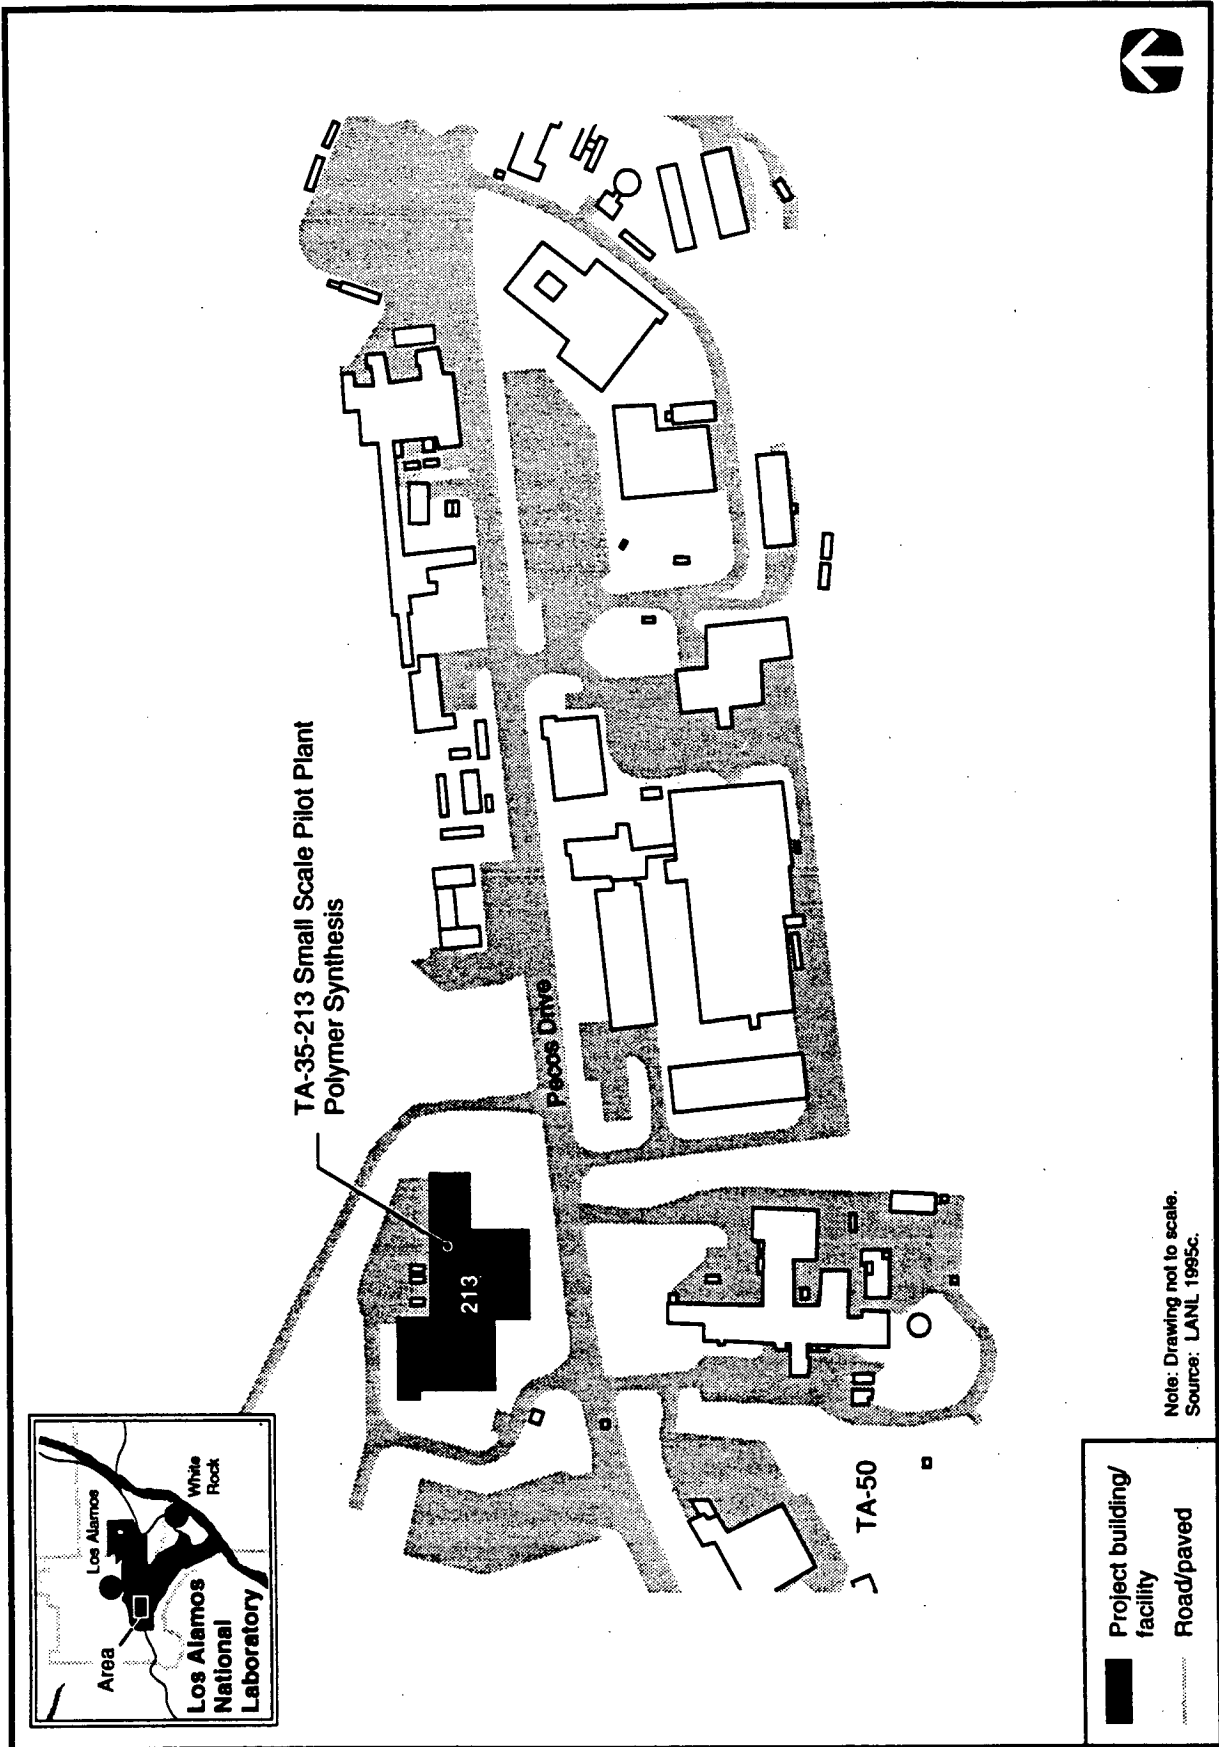 Los Alamos
White
Rock
Area
Los Alamos
National
Laboratory
TA-35-213 Small Scale Pilot Plant
Polymer Synthesis
213
Pecos Drive
TA-50
Project building/
facility
Road/paved
Note: Drawing not to scale.
Source: LANL 1995c.